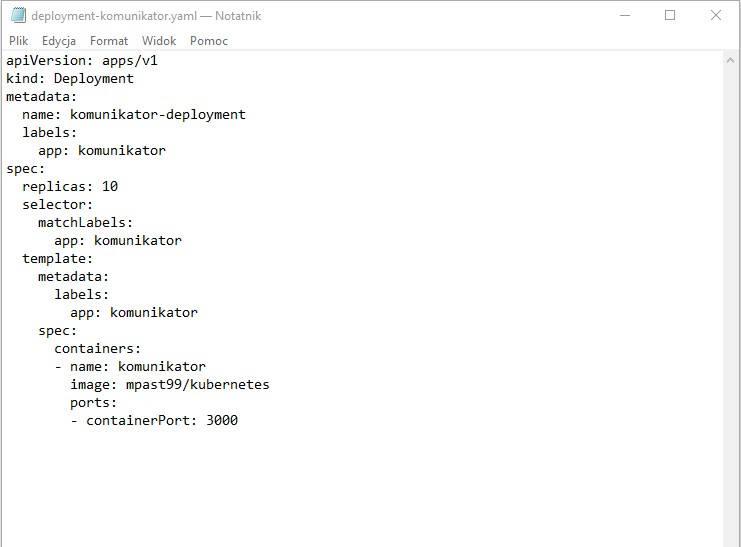 deployment-komunikator.yaml — Notatnik
Plik Edycja Format Widok Pomoc
apiVersion: apps/v1
kind: Deployment
metadata:
  name: komunikator-deployment
  labels:
    app: komunikator
spec:
  replicas: 10
  selector:
    matchLabels:
      app: komunikator
  template:
    metadata:
      labels:
        app: komunikator
    spec:
      containers:
      - name: komunikator
        image: mpast99/kubernetes
        ports:
        - containerPort: 3000